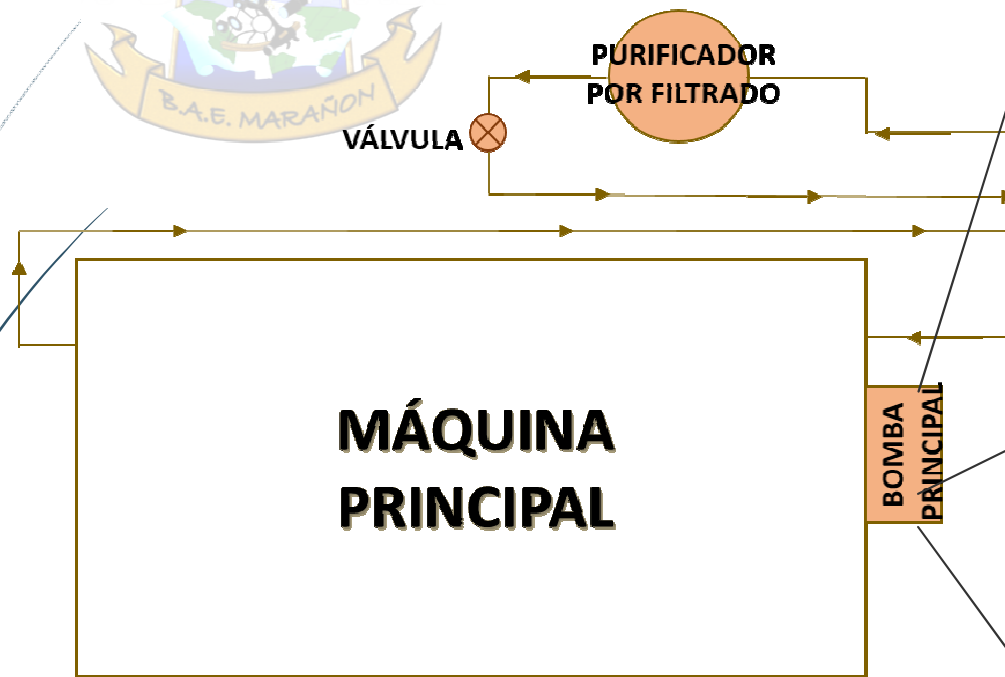 PURIFICADOR
POR FILTRADO
B.A.E. MARAÑON
VÁLVULA
MÁQUINA
PRINCIPAL
BOMBA
PRINCIPAL